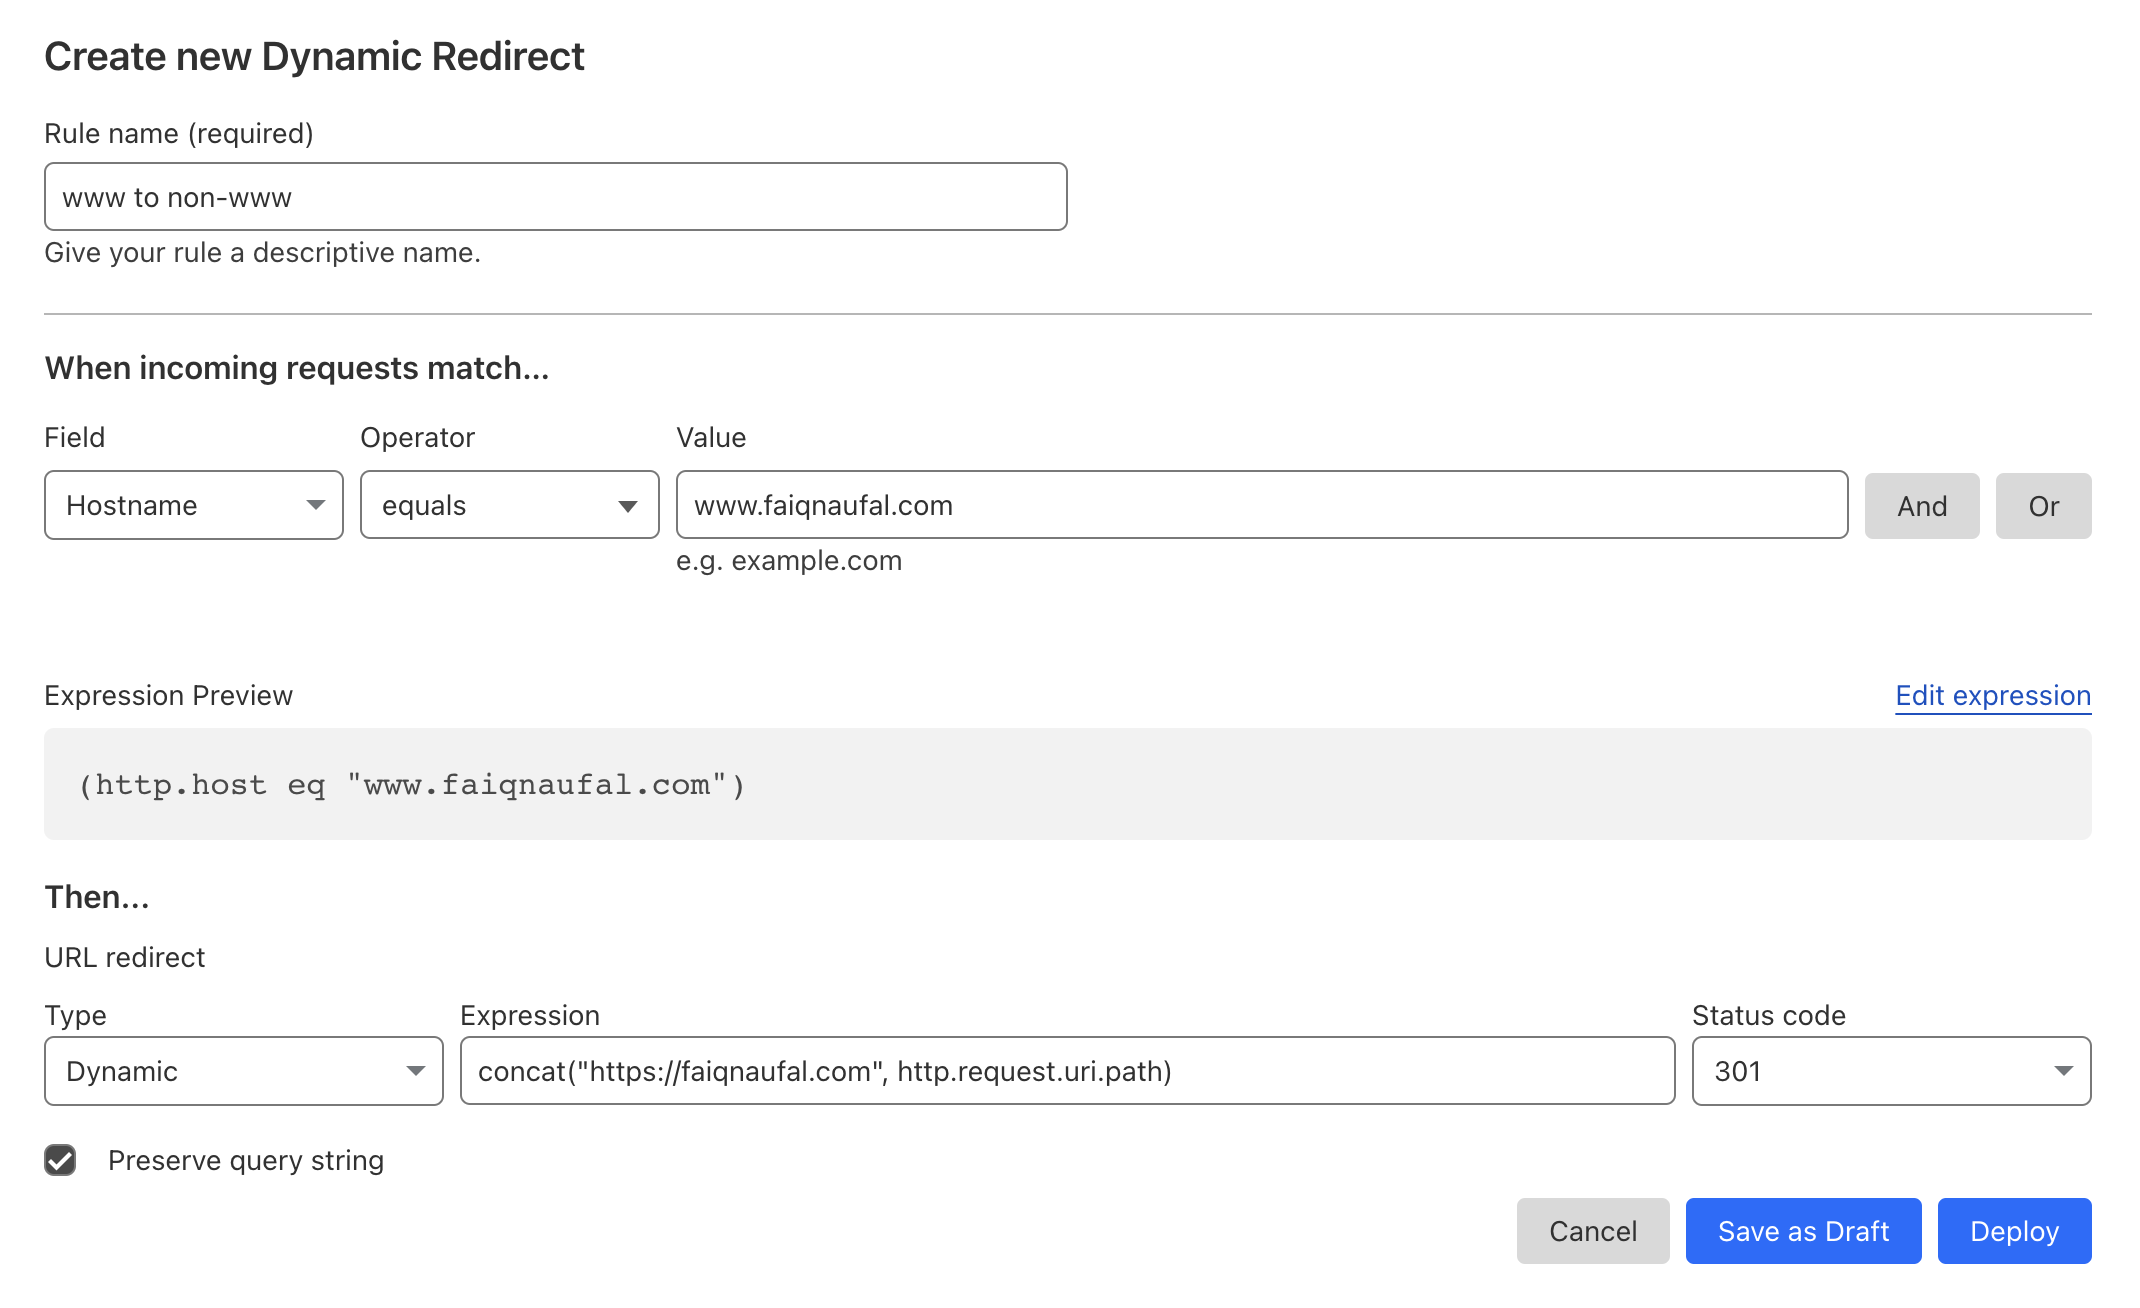 Create new Dynamic Redirect
Rule name (required)
www to non-www
Give your rule a descriptive name.
When incoming requests match...
Field Operator Value
Hostname equals www.faiqnaufal.com And Or
e.g. example.com
Expression Preview Edit expression
(http.host eq "www.faiqnaufal.com")
Then...
URL redirect
Type Expression Status code
Dynamic concat("https://faiqnaufal.com", http.request.uri.path) 301
Preserve query string
Cancel Save as Draft Deploy